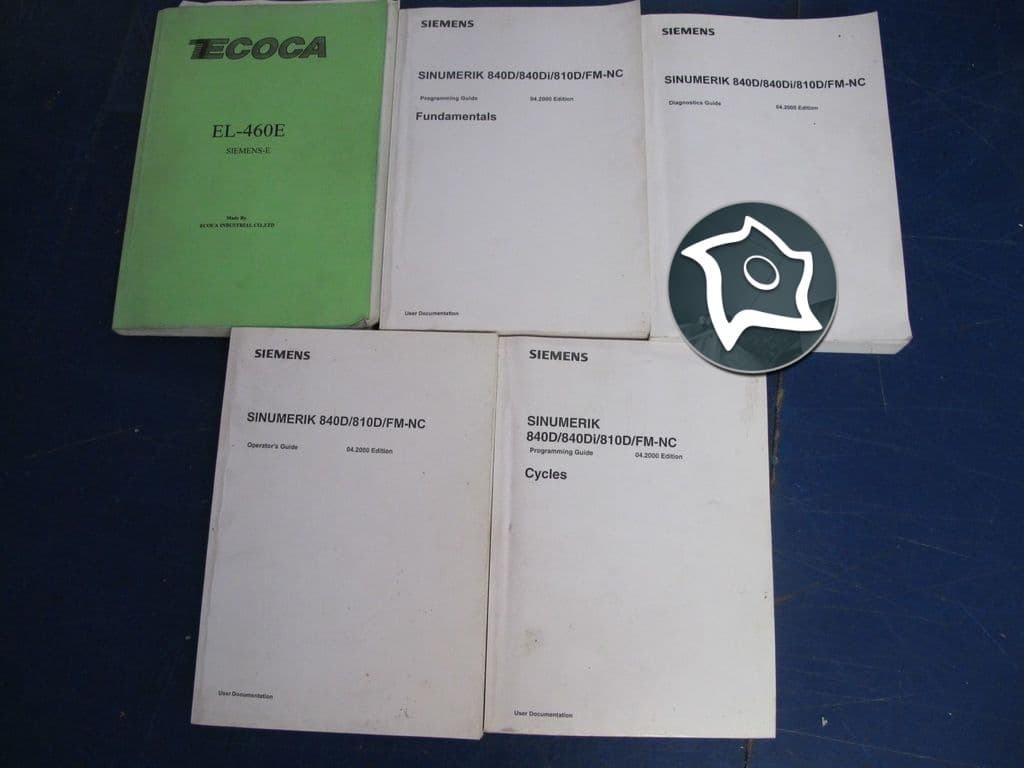 TECOCA
EL-460E
SIEMENS-E
Made By
ECOCA INDUSTRIAL CO.,LTD
SIEMENS
SINUMERIK 840D/840Di/810D/FM-NC
Programming Guide 04.2000 Edition
Fundamentals
User Documentation
SIEMENS
SINUMERIK 840D/840Di/810D/FM-NC
Diagnostics Guide 04.2000 Edition
SIEMENS
SINUMERIK 840D/810D/FM-NC
Operator's Guide 04.2000 Edition
User Documentation
SIEMENS
SINUMERIK
840D/840Di/810D/FM-NC
Programming Guide 04.2000 Edition
Cycles
User Documentation